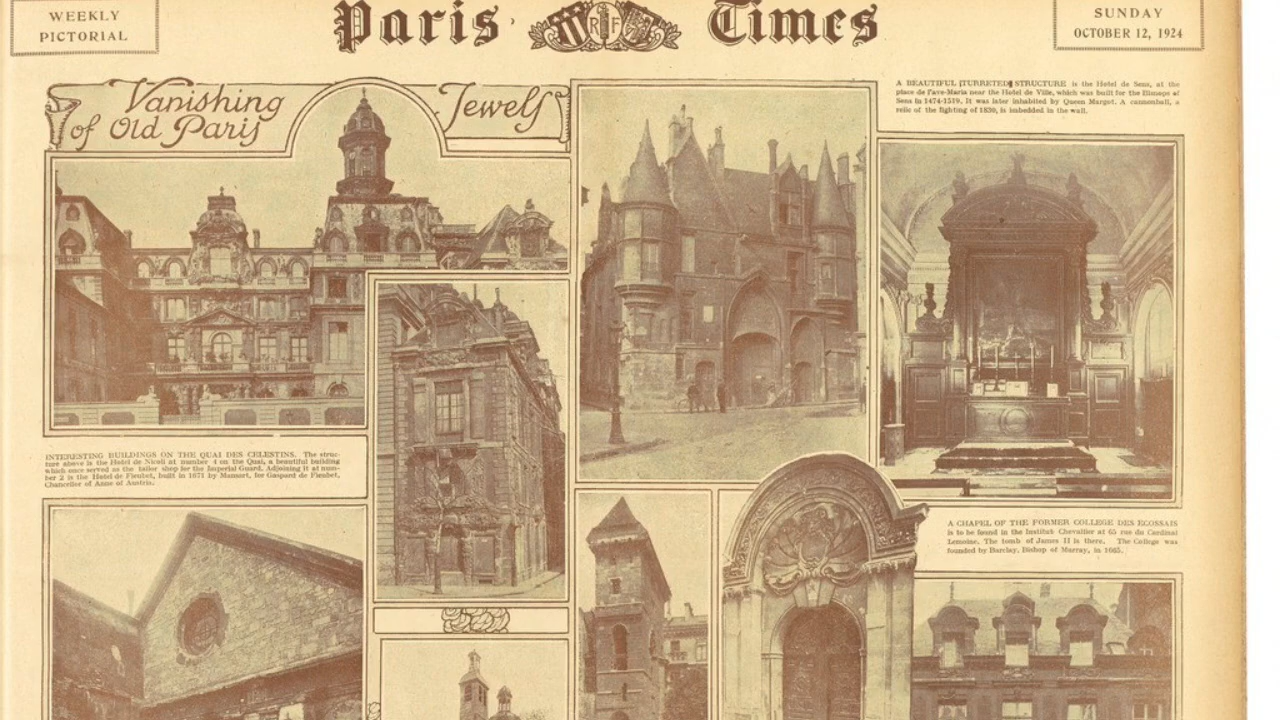 WEEKLY
PICTORIAL
Paris Times
RF
SUNDAY
OCTOBER 12, 1924
Vanishing Jewels
of Old Paris
A BEAUTIFUL (TURRETED) STRUCTURE is the Hotel de Sens, at the
place de l'Ave-Maria near the Hotel de Ville, which was built for the Bishops of
Sens in 1474-1519. It was later inhabited by Queen Margot. A cannonball, a
relic of the fighting of 1830, is imbedded in the wall.
INTERESTING BUILDINGS ON THE QUAI DES CELESTINS. The struc-
ture above is the Hotel de Nicolï at number 4 on the Quai, a beautiful building
which once served as the tailor shop for the Imperial Guard. Adjoining it at num-
ber 2 is the Hotel de Fieubet, built in 1671 by Mansart, for Gaspard de Fieubet,
Chancellor of Anne of Austria.
A CHAPEL OF THE FORMER COLLEGE DES ECOSSAIS
is to be found in the Institut Chevallier at 65 rue du Cardinal
Lemoine. The tomb of James II is there. The College was
founded by Barclay, Bishop of Murray, in 1665.